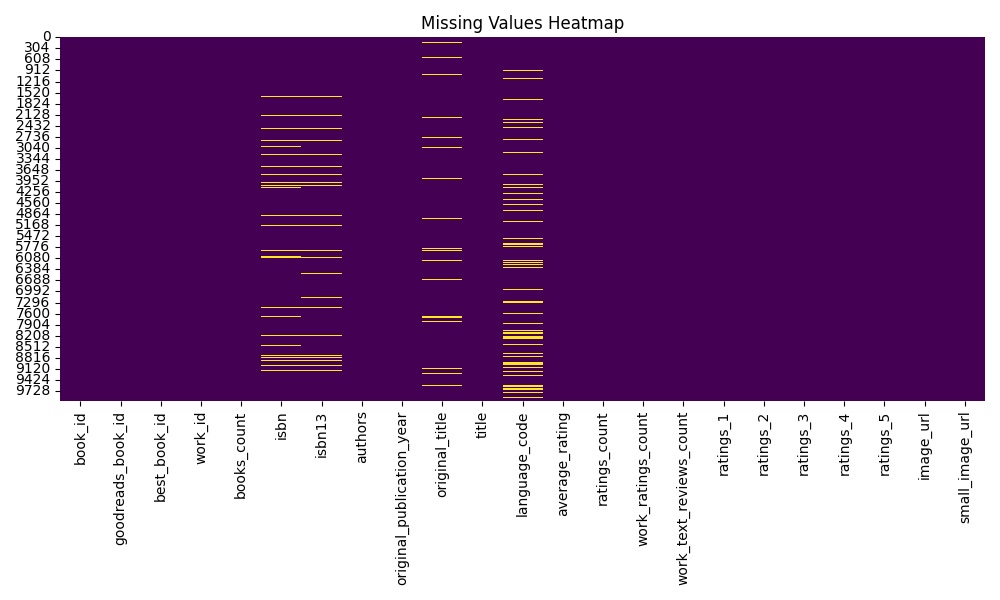 Missing Values Heatmap
0
304
608
912
1216
1520
1824
2128
2432
2736
3040
3344
3648
3952
4256
4560
4864
5168
5472
5776
6080
6384
6688
6992
7296
7600
7904
8208
8512
8816
9120
9424
9728
book_id
goodreads_book_id
best_book_id
work_id
books_count
isbn
isbn13
authors
original_publication_year
original_title
title
language_code
average_rating
ratings_count
work_ratings_count
work_text_reviews_count
ratings_1
ratings_2
ratings_3
ratings_4
ratings_5
image_url
small_image_url